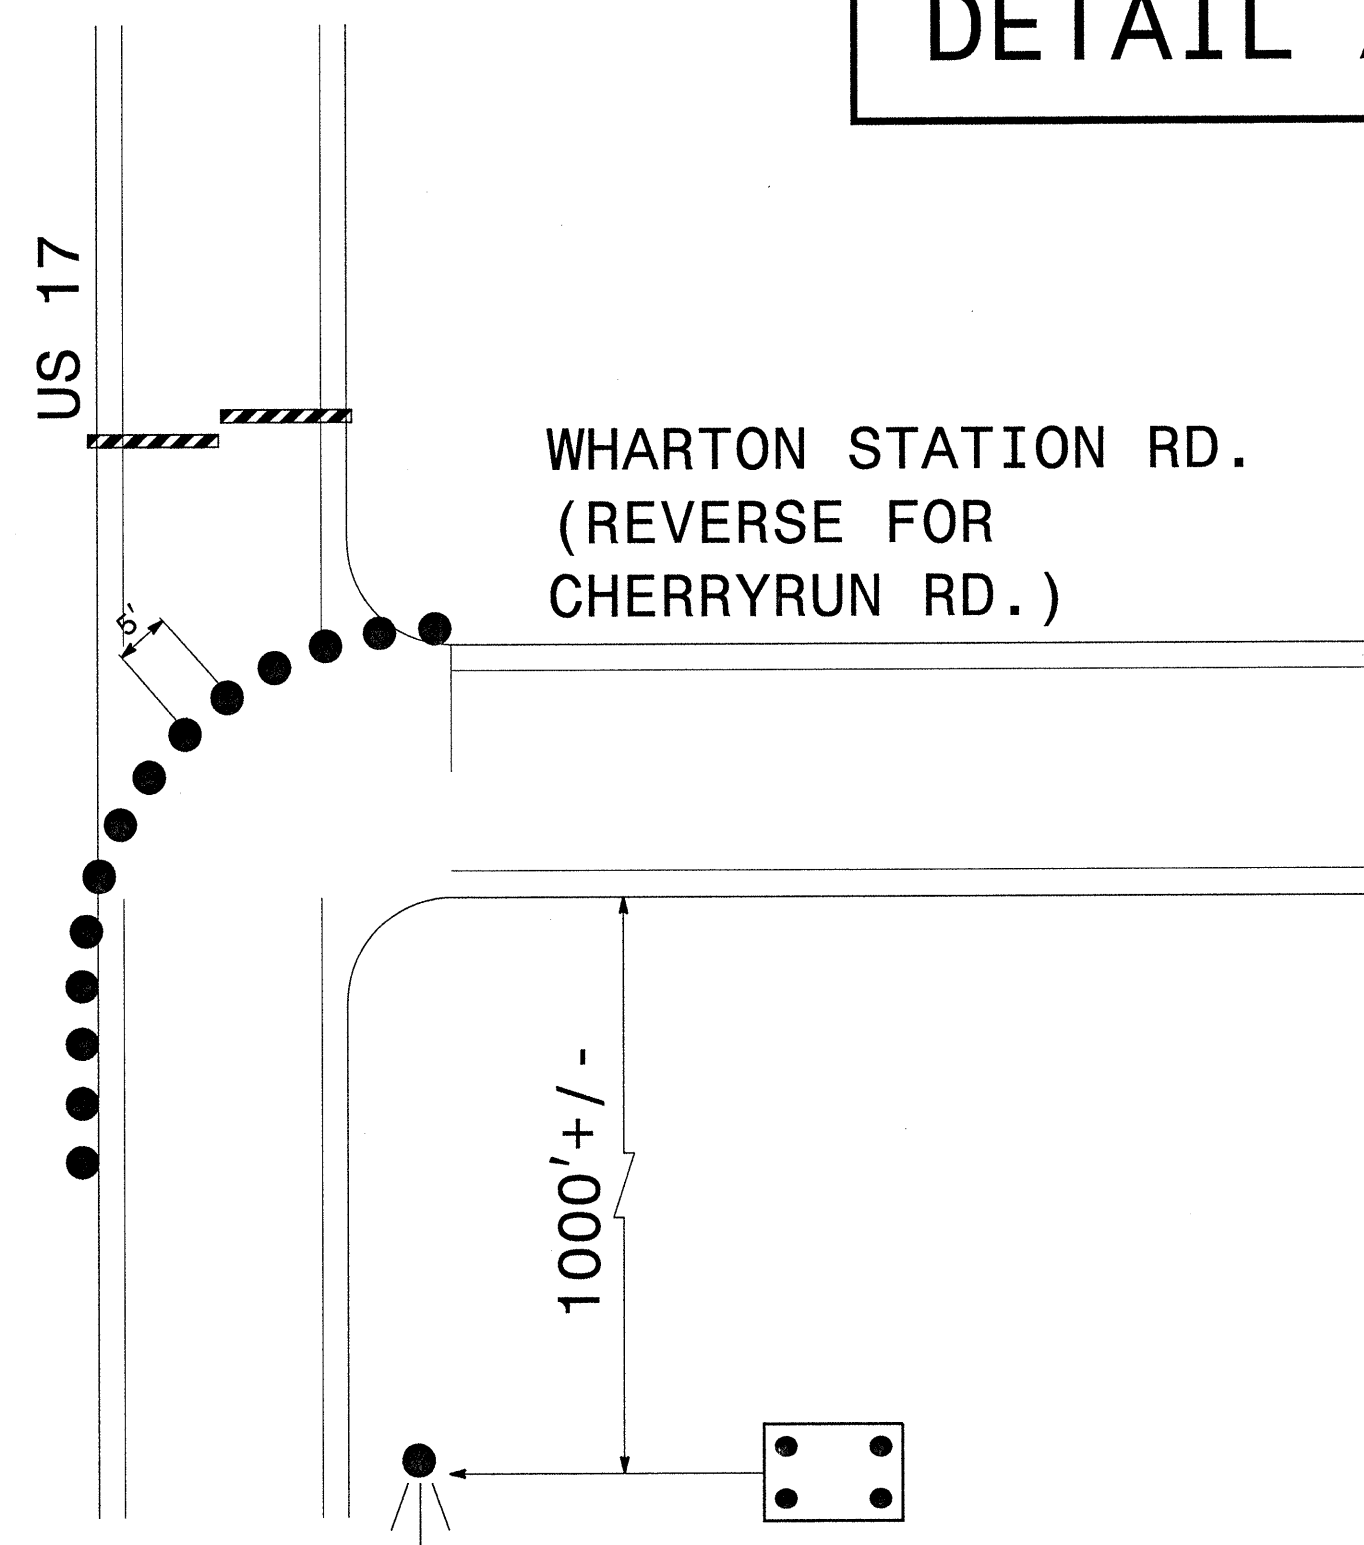 DETAIL
US 17
WHARTON STATION RD.
(REVERSE FOR
CHERRYRUN RD.)
5'
1000'+/-